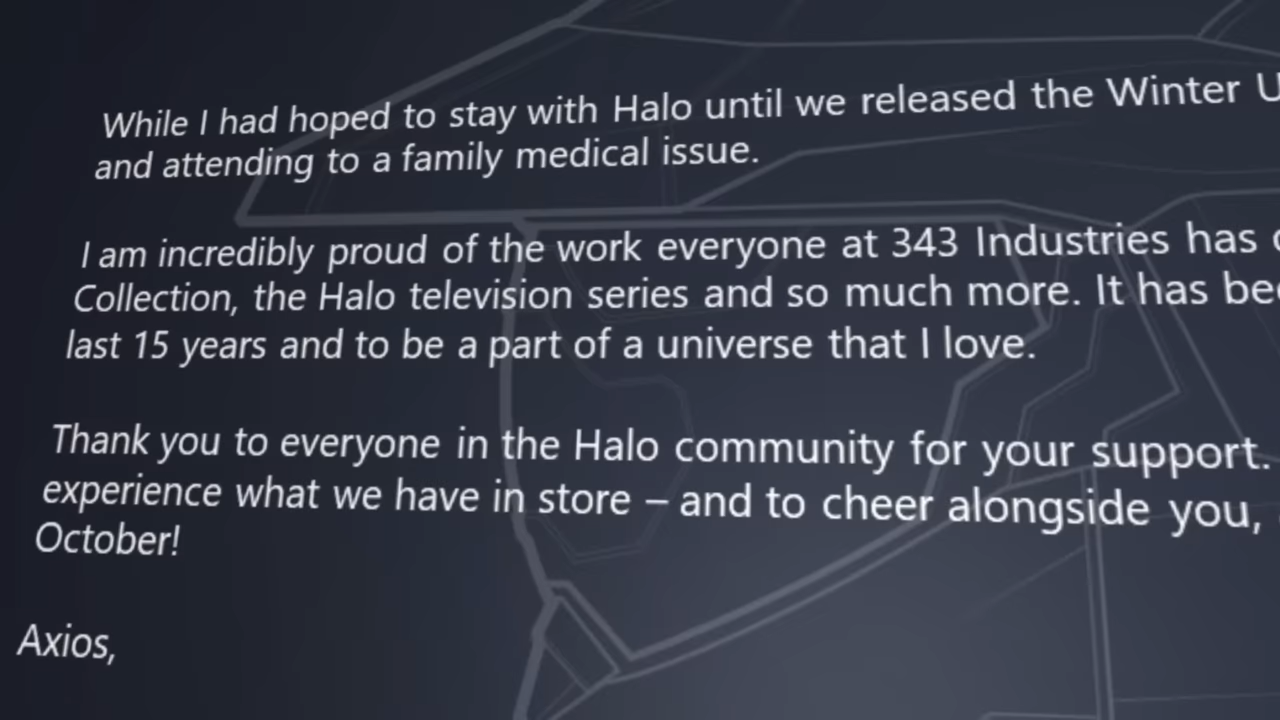 While I had hoped to stay with Halo until we released the Winter
and attending to a family medical issue.
I am incredibly proud of the work everyone at 343 Industries has
Collection, the Halo television series and so much more. It has
last 15 years and to be a part of a universe that I love.
Thank you to everyone in the Halo community for your support.
experience what we have in store – and to cheer alongside you,
October!
Axios,